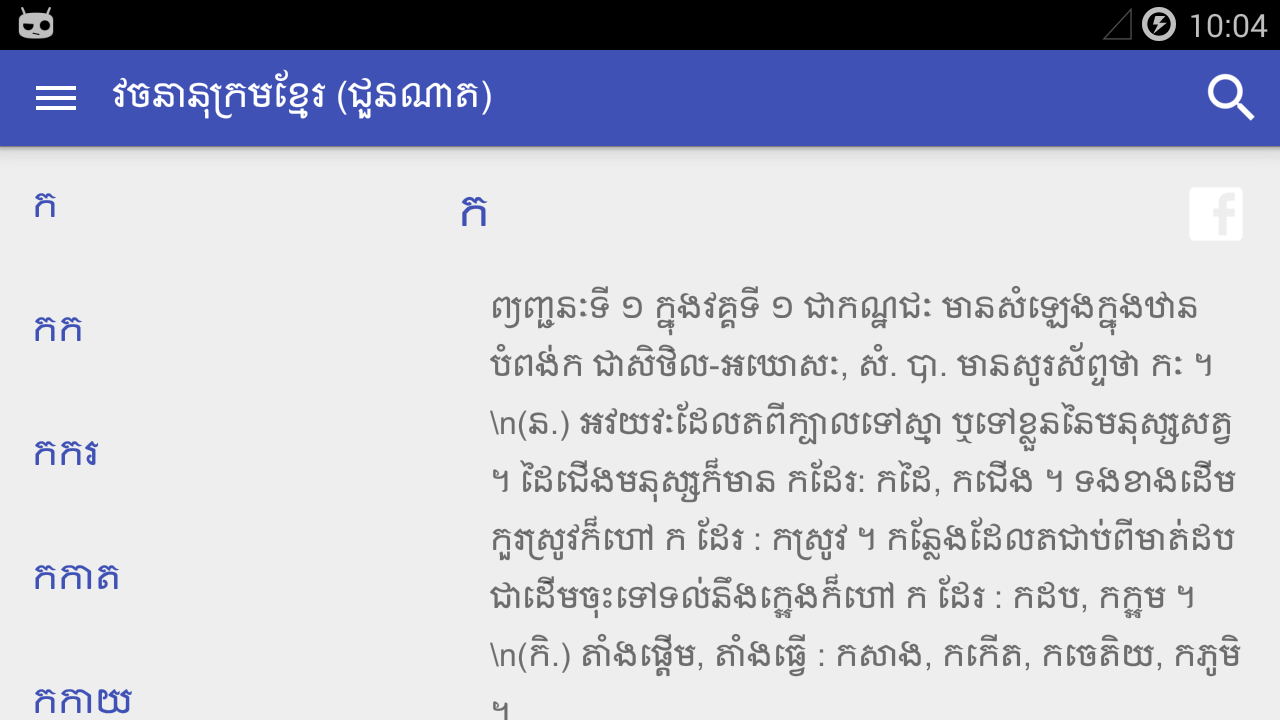 10:04
វចនានុក្រមខ្មែរ (ជួនណាត)
ក
កក
កករ
កកាត
កកាយ
ក
ព្យញ្ជនៈទី ១ ក្នុងវគ្គទី ១ ជាកណ្ឋជៈ មានសំឡេងក្នុងឋាន
បំពង់ក ជាសិថិល-អឃោសៈ, សំ. បា. មានសូរស័ព្ទថា កៈ ។
\n(ន.) អវយវៈដែលតពីក្បាលទៅស្មា ឬទៅខ្លួននៃមនុស្សសត្វ
។ ដៃជើងមនុស្សក៏មាន កដែរ: កដៃ, កជើង ។ ទងខាងដើម
កួរស្រូវក៏ហៅ ក ដែរ : កស្រូវ ។ កន្លែងដែលតជាប់ពីមាត់ដប
ជាដើមចុះទៅទល់នឹងក្អេងក៏ហៅ ក ដែរ : កដប, កក្អម ។
\n(កិ.) តាំងផ្ដើម, តាំងធ្វើ : កសាង, កកើត, កចេតិយ, កភូមិ
។